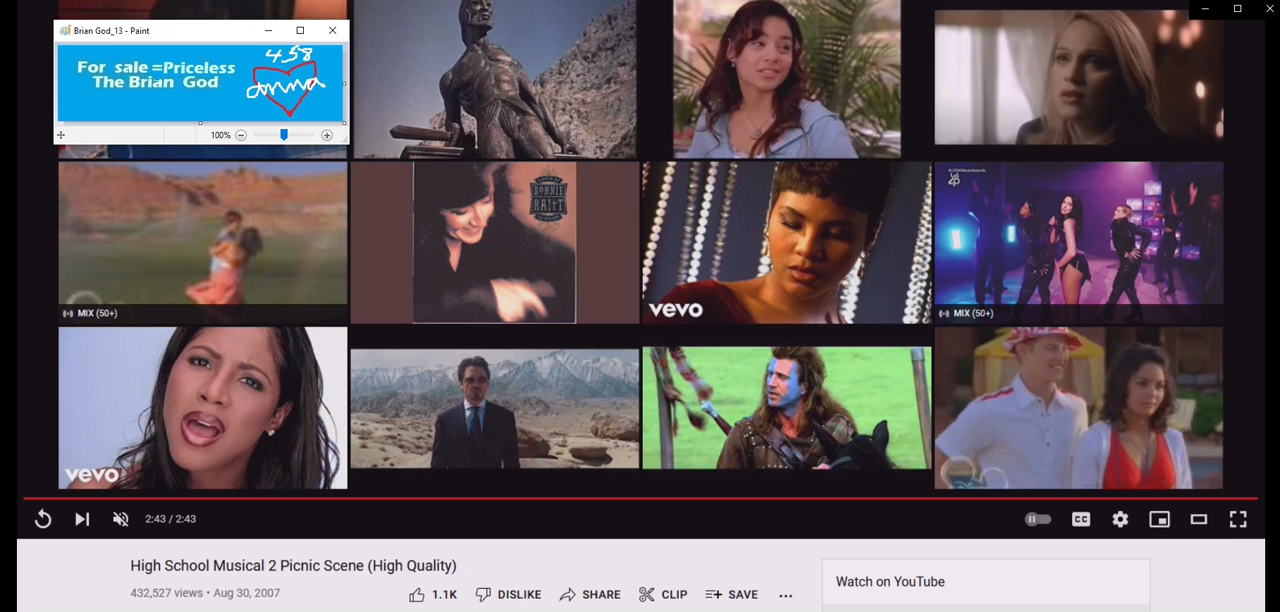 Brian God_13 - Paint
458
For sale =Priceless
The Brian God
anna
100%
BONNIE
RAITT
vevo
MIX (50+)
MIX (50+)
vevo
2:43 / 2:43
CC
High School Musical 2 Picnic Scene (High Quality)
432,527 views • Aug 30, 2007
1.1K
DISLIKE
SHARE
CLIP
SAVE
Watch on YouTube